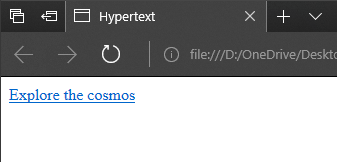 Hypertext
file:///D:/OneDrive/Deskto
Explore the cosmos